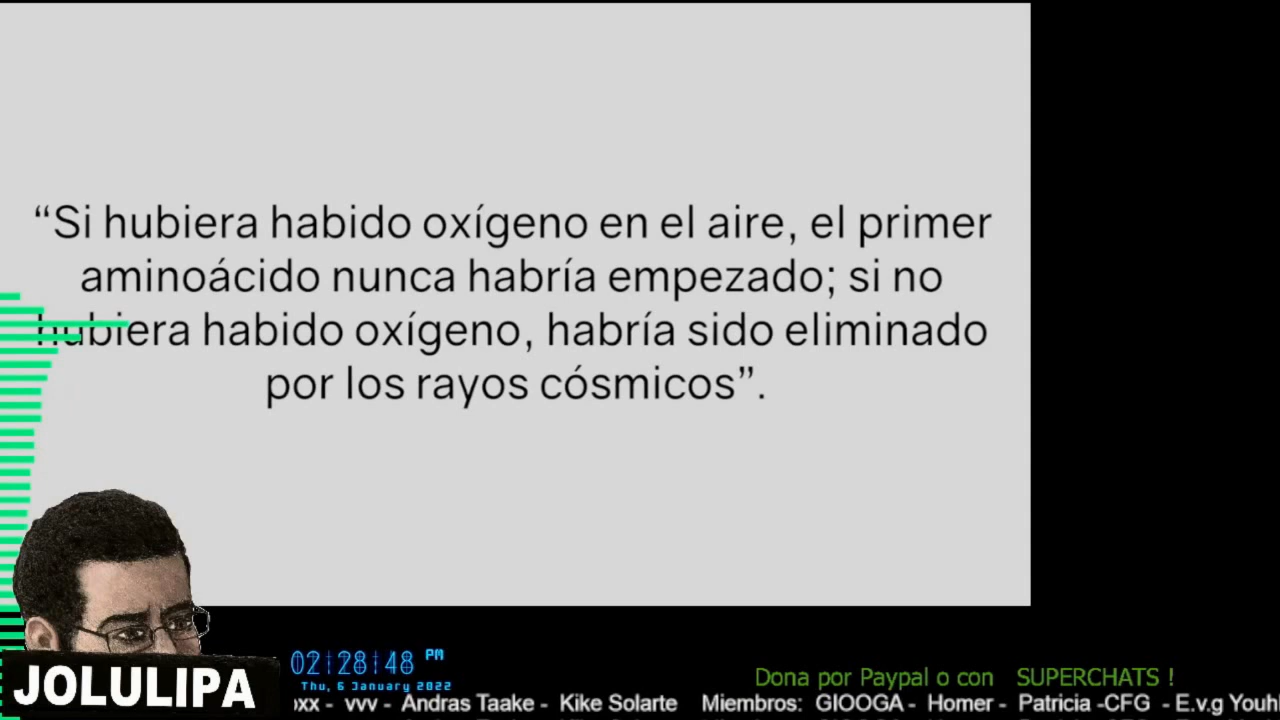 “Si hubiera habido oxígeno en el aire, el primer
aminoácido nunca habría empezado; si no
hubiera habido oxígeno, habría sido eliminado
por los rayos cósmicos”.
JOLULIPA
02:28:48 PM
Thu, 6 January 2022
Dona por Paypal o con SUPERCHATS !
xx - vvv - Andras Taake - Kike Solarte Miembros: GIOOGA - Homer - Patricia -CFG - E.v.g Youh